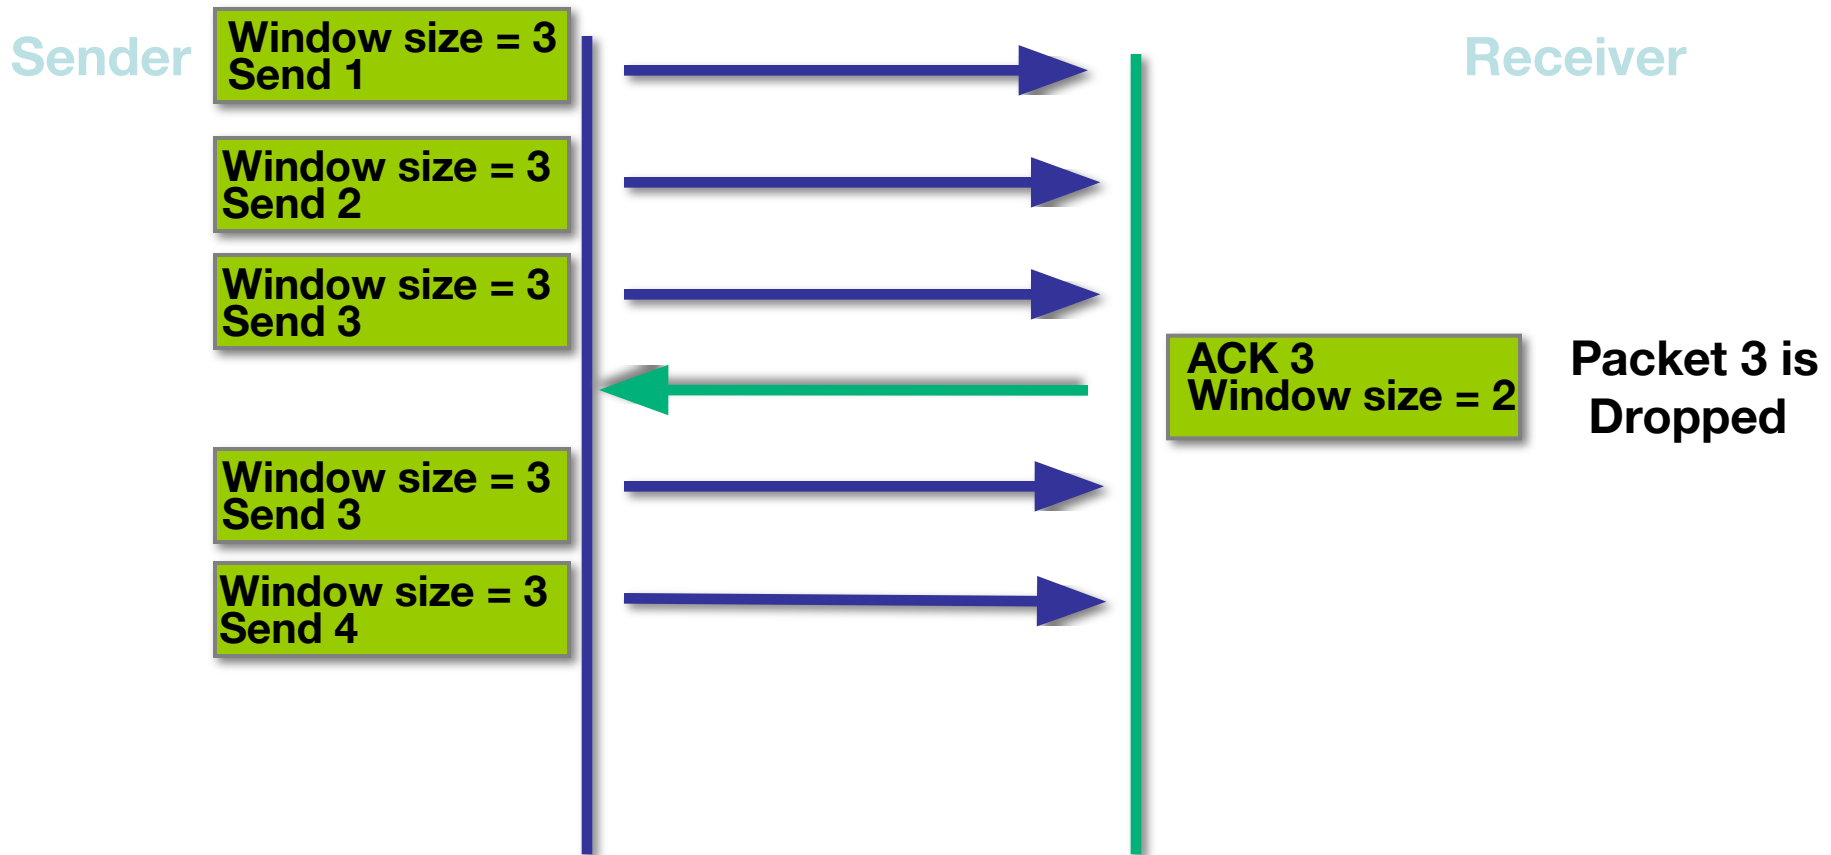 Sender
Window size = 3
Send 1
Receiver
Window size = 3
Send 2
Window size = 3
Send 3
ACK 3
Window size = 2
Packet 3 is
Dropped
Window size = 3
Send 3
Window size = 3
Send 4